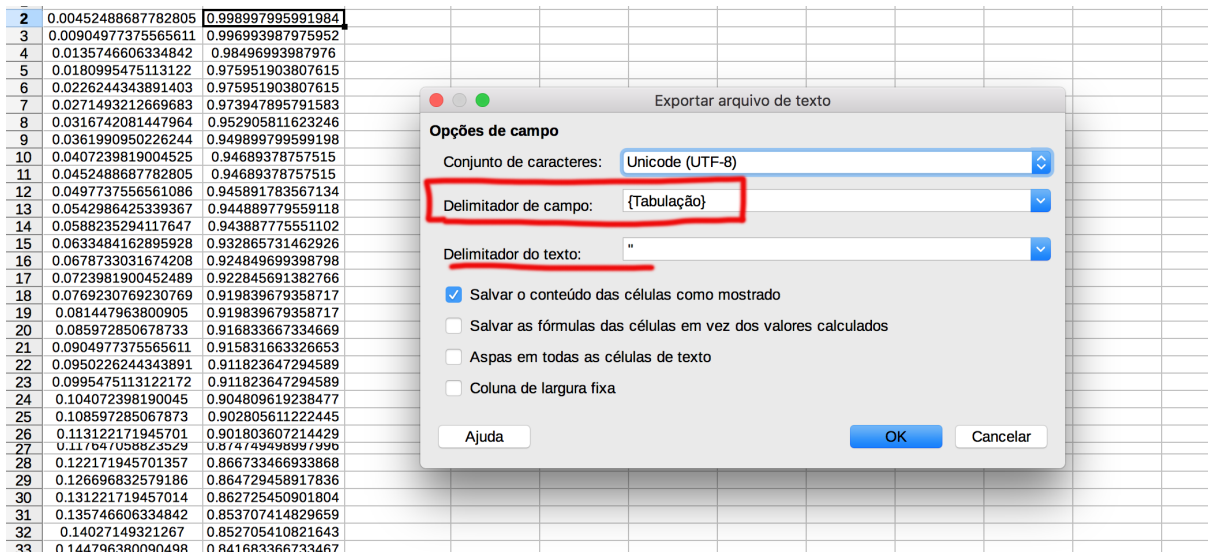 2 0.00452488687782805 0.998997995991984
3 0.00904977375565611 0.996993987975952
4 0.0135746606334842 0.98496993987976
5 0.0180995475113122 0.975951903807615
6 0.0226244343891403 0.975951903807615
7 0.0271493212669683 0.973947895791583
8 0.0316742081447964 0.952905811623246
9 0.0361990950226244 0.949899799599198
10 0.0407239819004525 0.94689378757515
11 0.0452488687782805 0.94689378757515
12 0.0497737556561086 0.945891783567134
13 0.0542986425339367 0.944889779559118
14 0.0588235294117647 0.943887775551102
15 0.0633484162895928 0.932865731462926
16 0.0678733031674208 0.924849699398798
17 0.0723981900452489 0.922845691382766
18 0.0769230769230769 0.919839679358717
19 0.081447963800905 0.919839679358717
20 0.085972850678733 0.916833667334669
21 0.0904977375565611 0.915831663326653
22 0.0950226244343891 0.911823647294589
23 0.0995475113122172 0.911823647294589
24 0.104072398190045 0.904809619238477
25 0.108597285067873 0.902805611222445
26 0.113122171945701 0.901803607214429
27 0.117647058823529 0.874749498997996
28 0.122171945701357 0.866733466933868
29 0.126696832579186 0.864729458917836
30 0.131221719457014 0.862725450901804
31 0.135746606334842 0.853707414829659
32 0.14027149321267 0.852705410821643
33 0.144796380090498 0.841683366733467
Exportar arquivo de texto
Opções de campo
Conjunto de caracteres: Unicode (UTF-8)
Delimitador de campo: {Tabulação}
Delimitador do texto: "
Salvar o conteúdo das células como mostrado
Salvar as fórmulas das células em vez dos valores calculados
Aspas em todas as células de texto
Coluna de largura fixa
Ajuda OK Cancelar